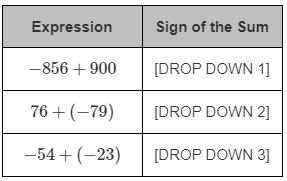 Expression Sign of the Sum
−856 + 900 [DROP DOWN 1]
76 + (−79) [DROP DOWN 2]
−54 + (−23) [DROP DOWN 3]